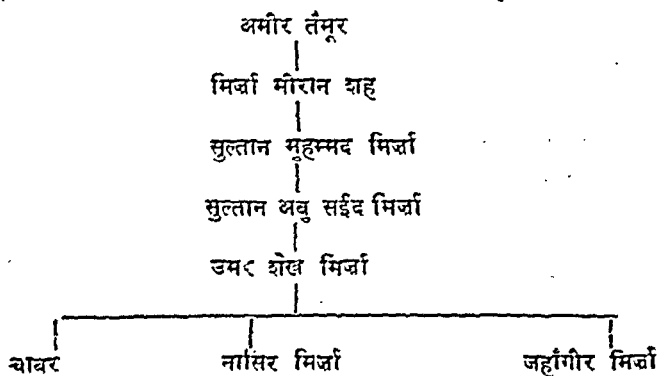 अमीर तैमूर
मिर्ज़ा मीरान शाह
सुल्तान मुहम्मद मिर्ज़ा
सुल्तान अबु सईद मिर्ज़ा
उमर शेख मिर्ज़ा
बाबर नासिर मिर्ज़ा जहाँगीर मिर्ज़ा